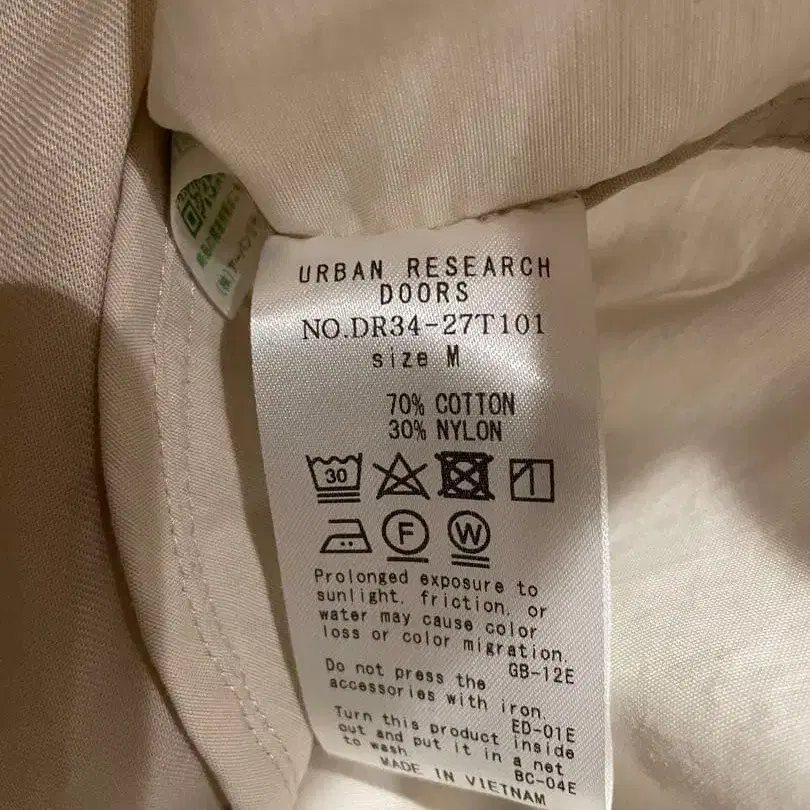 URBAN RESEARCH
DOORS
NO.DR34-27T101
size M
70% COTTON
30% NYLON
30
F W
Prolonged exposure to
sunlight, friction, or
water may cause color
loss or color migration.
GB-12E
Do not press the
accessories with iron.
ED-01E
Turn this product inside
out and put it in a net
to wash.
BC-04E
MADE IN VIETNAM